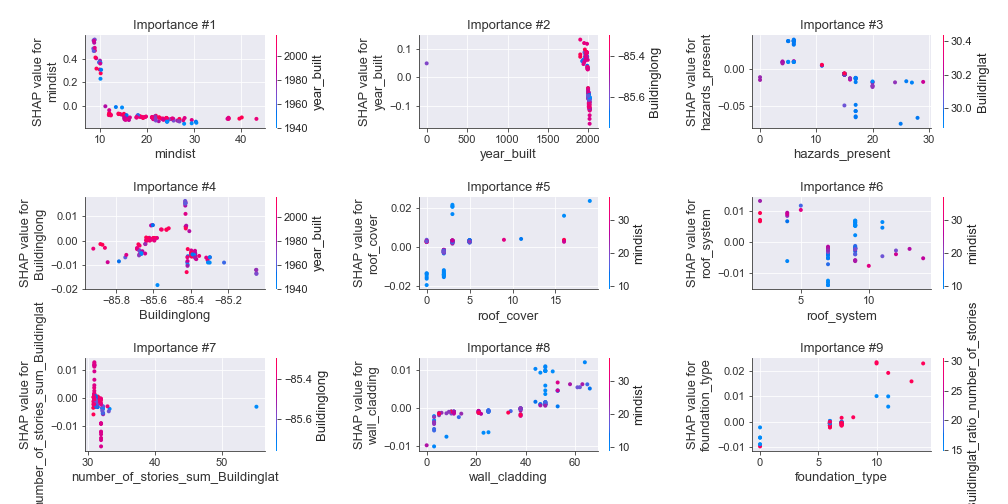 Importance #1
SHAP value for
mindist
0.4
0.2
0.0
10
20
30
40
mindist
2000
1980
1960
1940
year_built
Importance #2
SHAP value for
year_built
0.1
0.0
−0.1
0
500
1000
1500
2000
year_built
−85.4
−85.6
Buildinglong
Importance #3
SHAP value for
hazards_present
0.00
−0.05
0
10
20
30
hazards_present
30.4
30.2
30.0
Buildinglat
Importance #4
SHAP value for
Buildinglong
0.01
0.00
−0.01
−0.02
−85.8
−85.6
−85.4
−85.2
Buildinglong
2000
1980
1960
1940
year_built
Importance #5
SHAP value for
roof_cover
0.02
0.00
−0.02
0
5
11
16
roof_cover
30
20
10
mindist
Importance #6
SHAP value for
roof_system
0.01
0.00
−0.01
5
10
roof_system
30
20
10
mindist
Importance #7
SHAP value for
number_of_stories_sum_Buildinglat
0.01
0.00
−0.01
30
40
50
number_of_stories_sum_Buildinglat
−85.4
−85.6
Buildinglong
Importance #8
SHAP value for
wall_cladding
0.01
0.00
−0.01
0
20
40
60
wall_cladding
30
20
10
mindist
Importance #9
SHAP value for
foundation_type
0.02
0.01
0.00
−0.01
0
5
10
foundation_type
30
25
20
15
uildinglat_ratio_number_of_stories